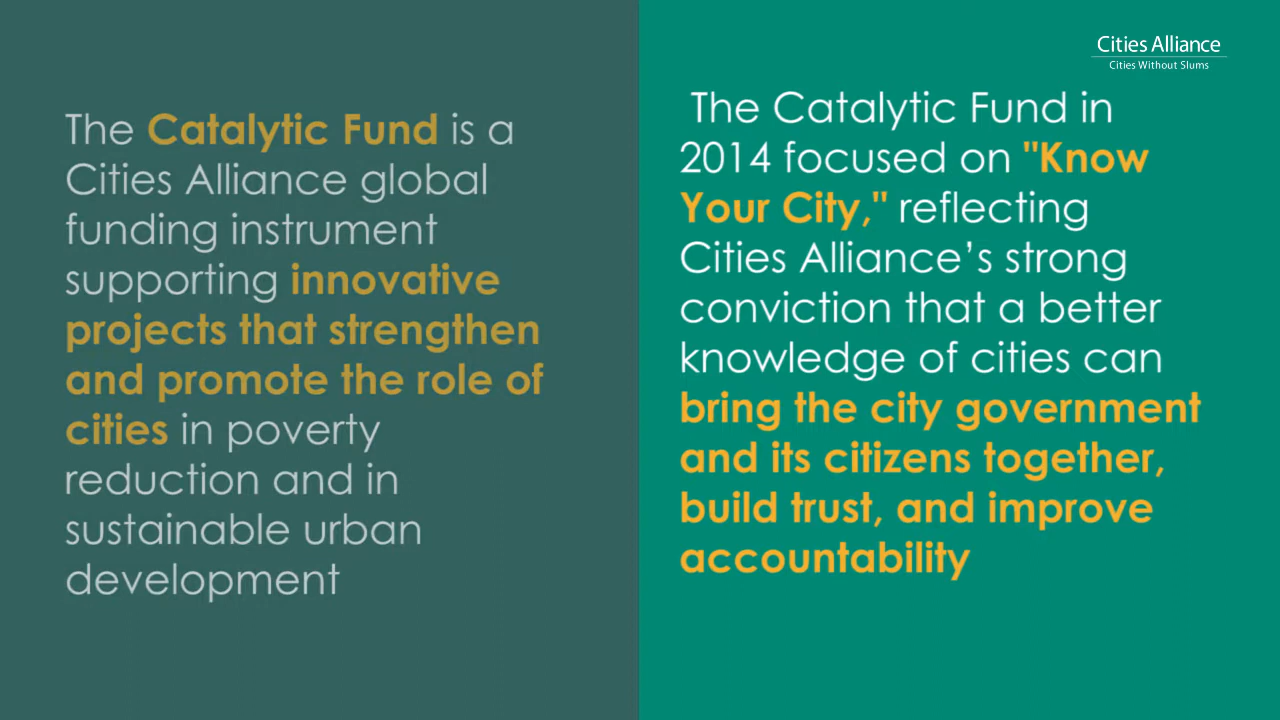 The Catalytic Fund is a
Cities Alliance global
funding instrument
supporting innovative
projects that strengthen
and promote the role of
cities in poverty
reduction and in
sustainable urban
development
Cities Alliance
Cities Without Slums
The Catalytic Fund in
2014 focused on "Know
Your City," reflecting
Cities Alliance’s strong
conviction that a better
knowledge of cities can
bring the city government
and its citizens together,
build trust, and improve
accountability